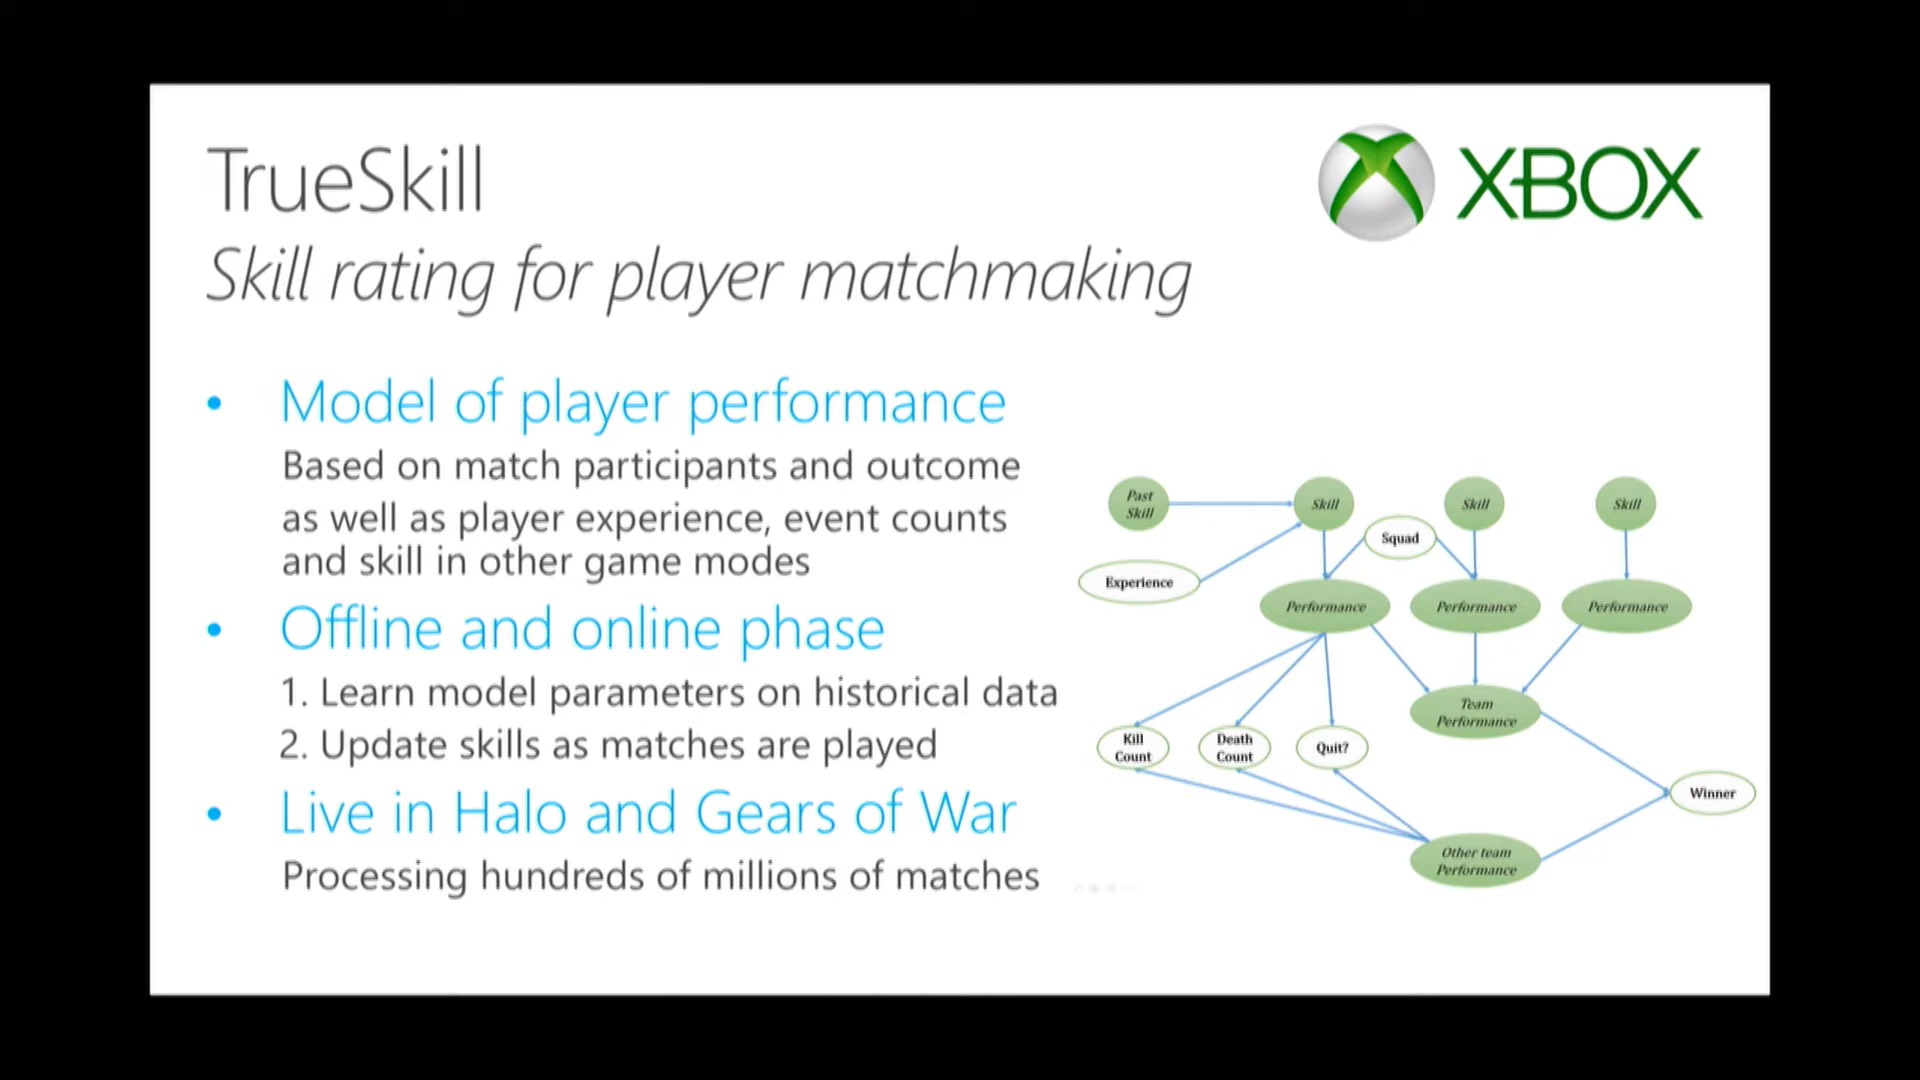 TrueSkill
XBOX
Skill rating for player matchmaking
• Model of player performance
Based on match participants and outcome
as well as player experience, event counts
and skill in other game modes
• Offline and online phase
1. Learn model parameters on historical data
2. Update skills as matches are played
• Live in Halo and Gears of War
Processing hundreds of millions of matches
Past
Skill
Skill
Skill
Skill
Squad
Experience
Performance
Performance
Performance
Team
Performance
Kill
Count
Death
Count
Quit?
Winner
Other team
Performance